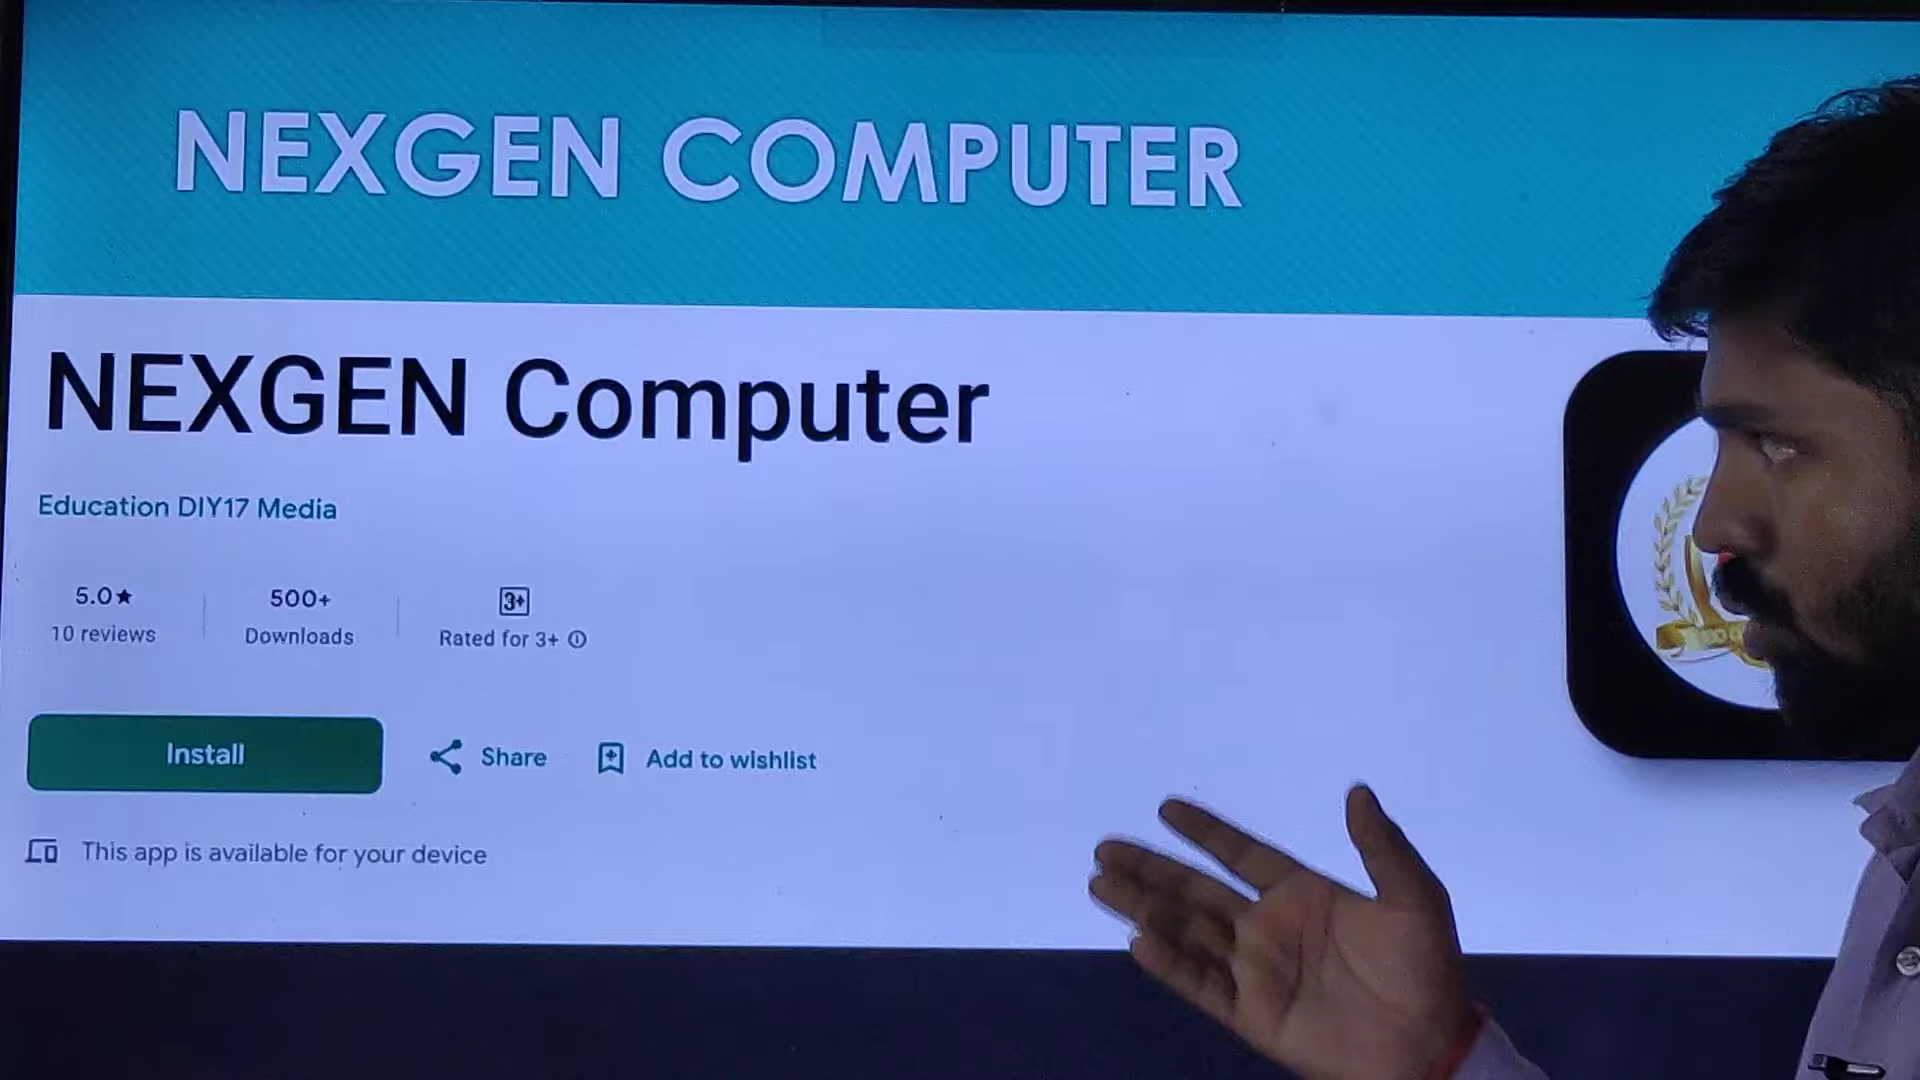 NEXGEN COMPUTER
NEXGEN Computer
Education DIY17 Media
5.0★
10 reviews
500+
Downloads
3+
Rated for 3+
Install
Share
Add to wishlist
This app is available for your device